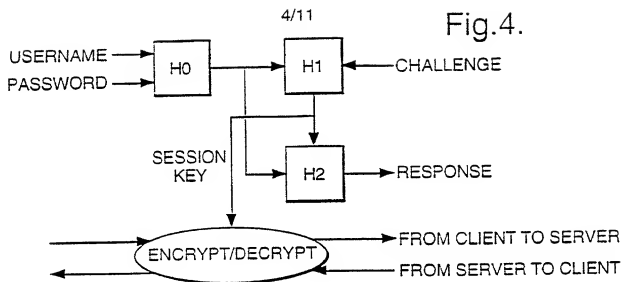 4/11
Fig.4.
USERNAME
PASSWORD
H0
H1
CHALLENGE
SESSION
KEY
H2
RESPONSE
ENCRYPT/DECRYPT
FROM CLIENT TO SERVER
FROM SERVER TO CLIENT